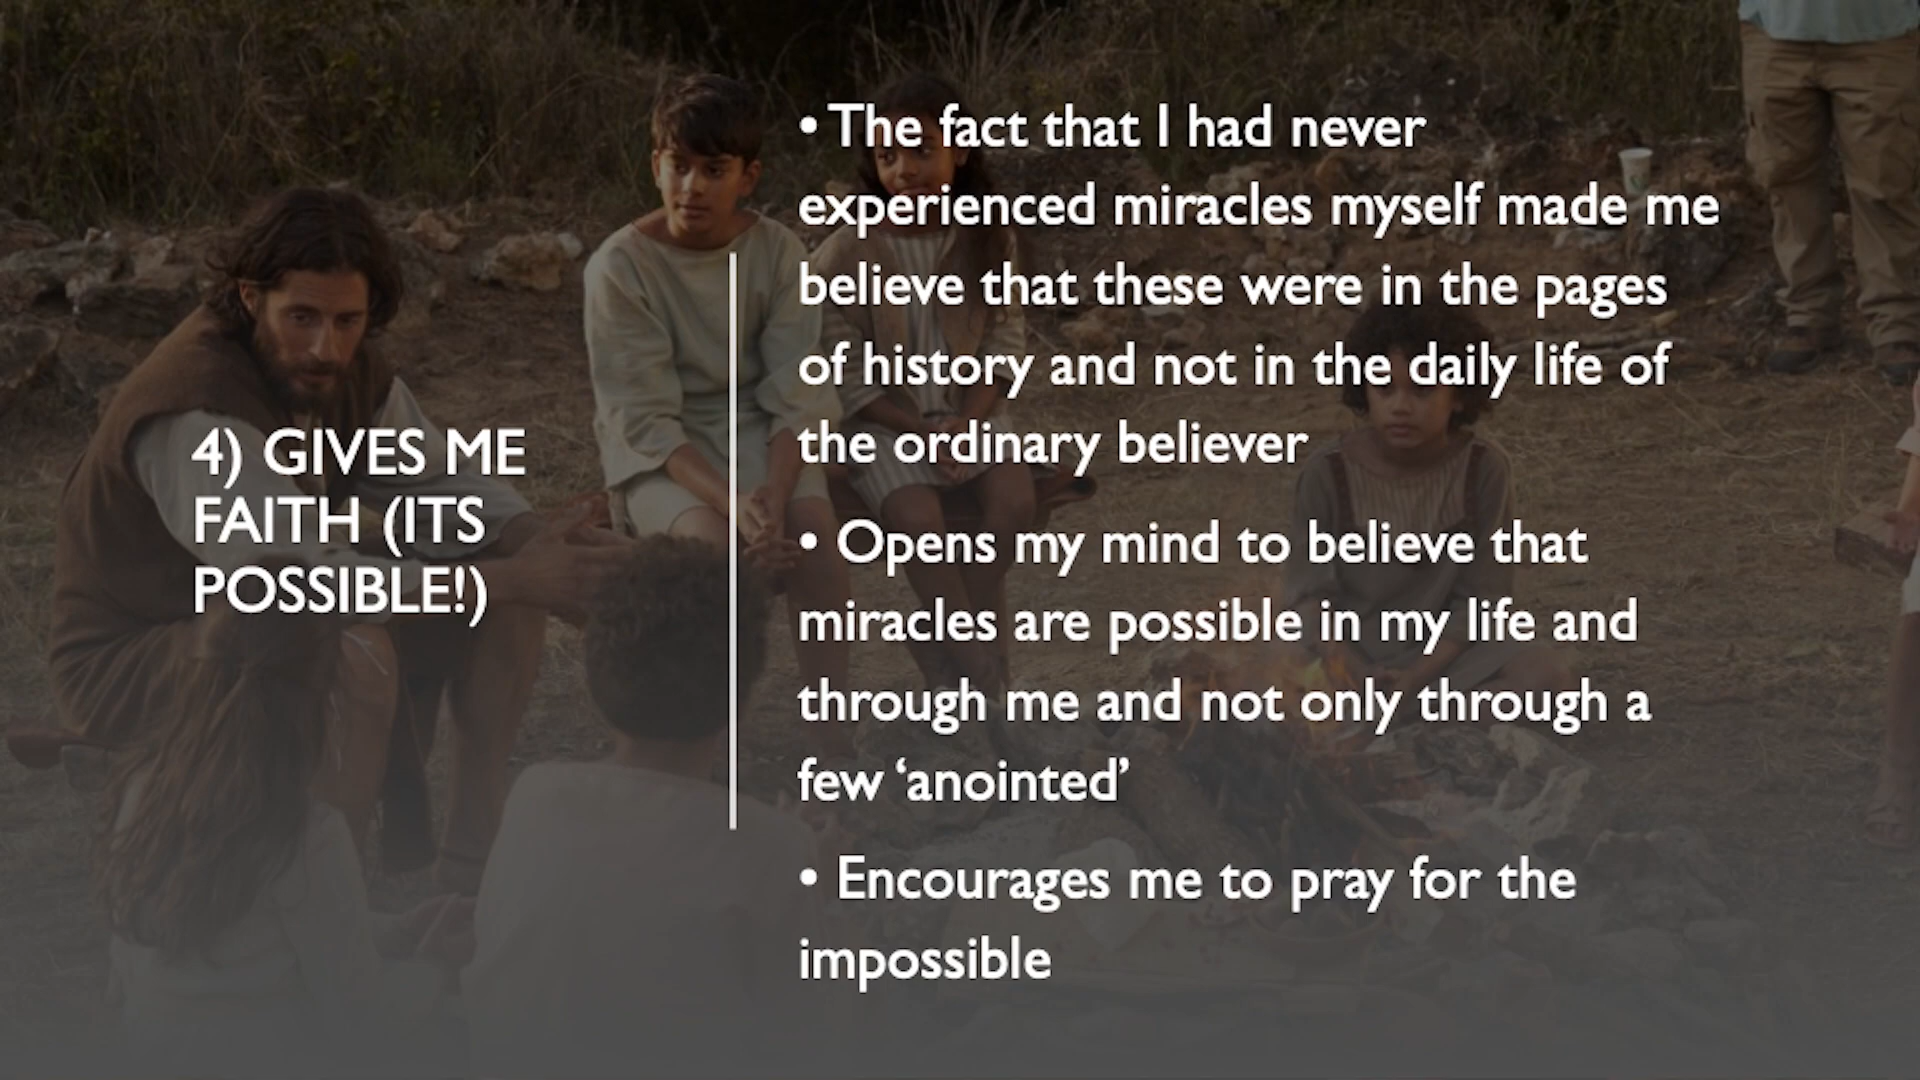 4) GIVES ME
FAITH (ITS
POSSIBLE!)
• The fact that I had never
experienced miracles myself made me
believe that these were in the pages
of history and not in the daily life of
the ordinary believer
• Opens my mind to believe that
miracles are possible in my life and
through me and not only through a
few ‘anointed’
• Encourages me to pray for the
impossible